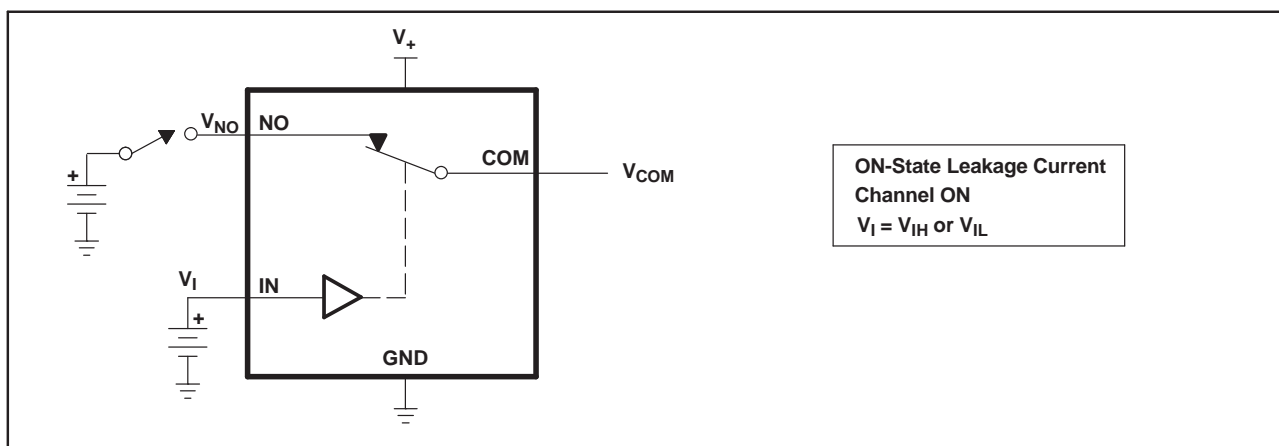 V+
VNO NO
COM
VCOM
ON-State Leakage Current
Channel ON
VI = VIH or VIL
VI
IN
+
+
GND